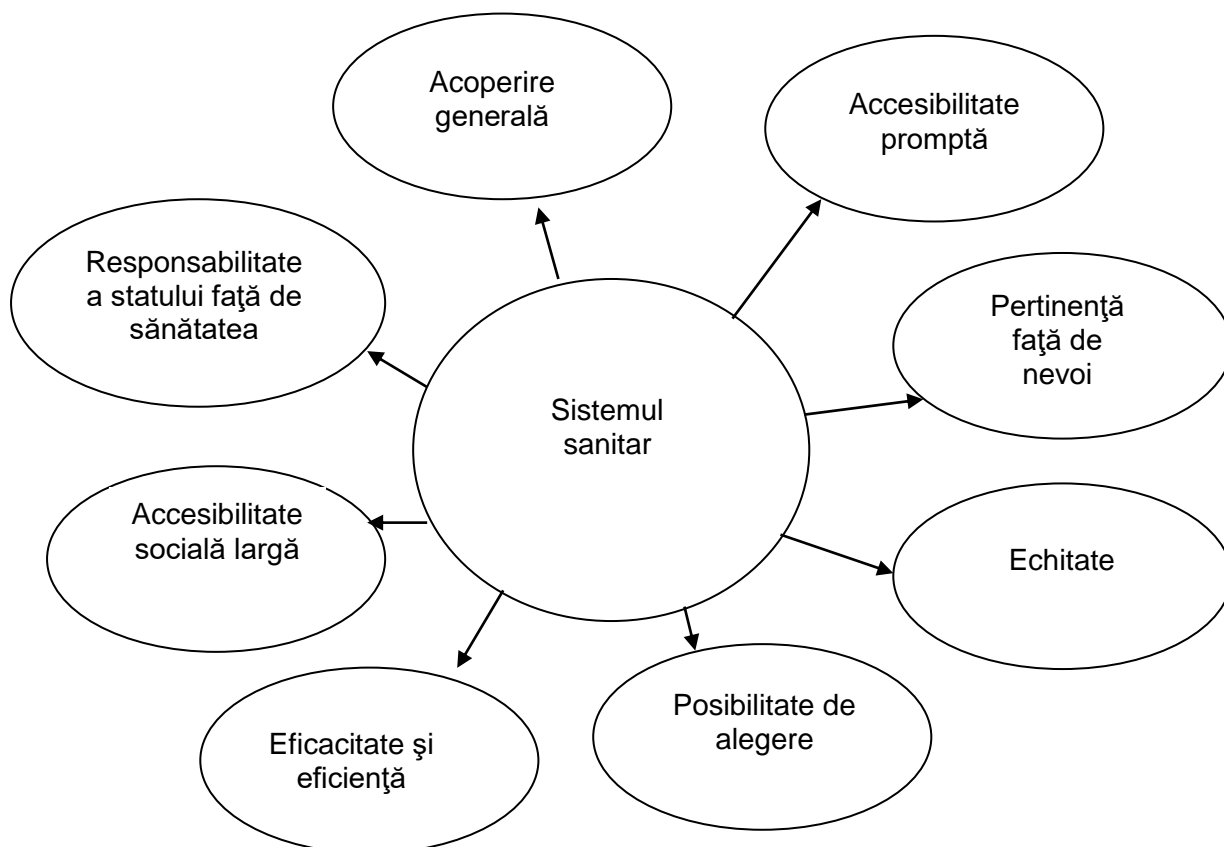 Acoperire
generală
Accesibilitate
promptă
Responsabilitate
a statului faţă de
sănătatea
Pertinenţă
faţă de
nevoi
Sistemul
sanitar
Accesibilitate
socială largă
Echitate
Posibilitate de
alegere
Eficacitate şi
eficienţă